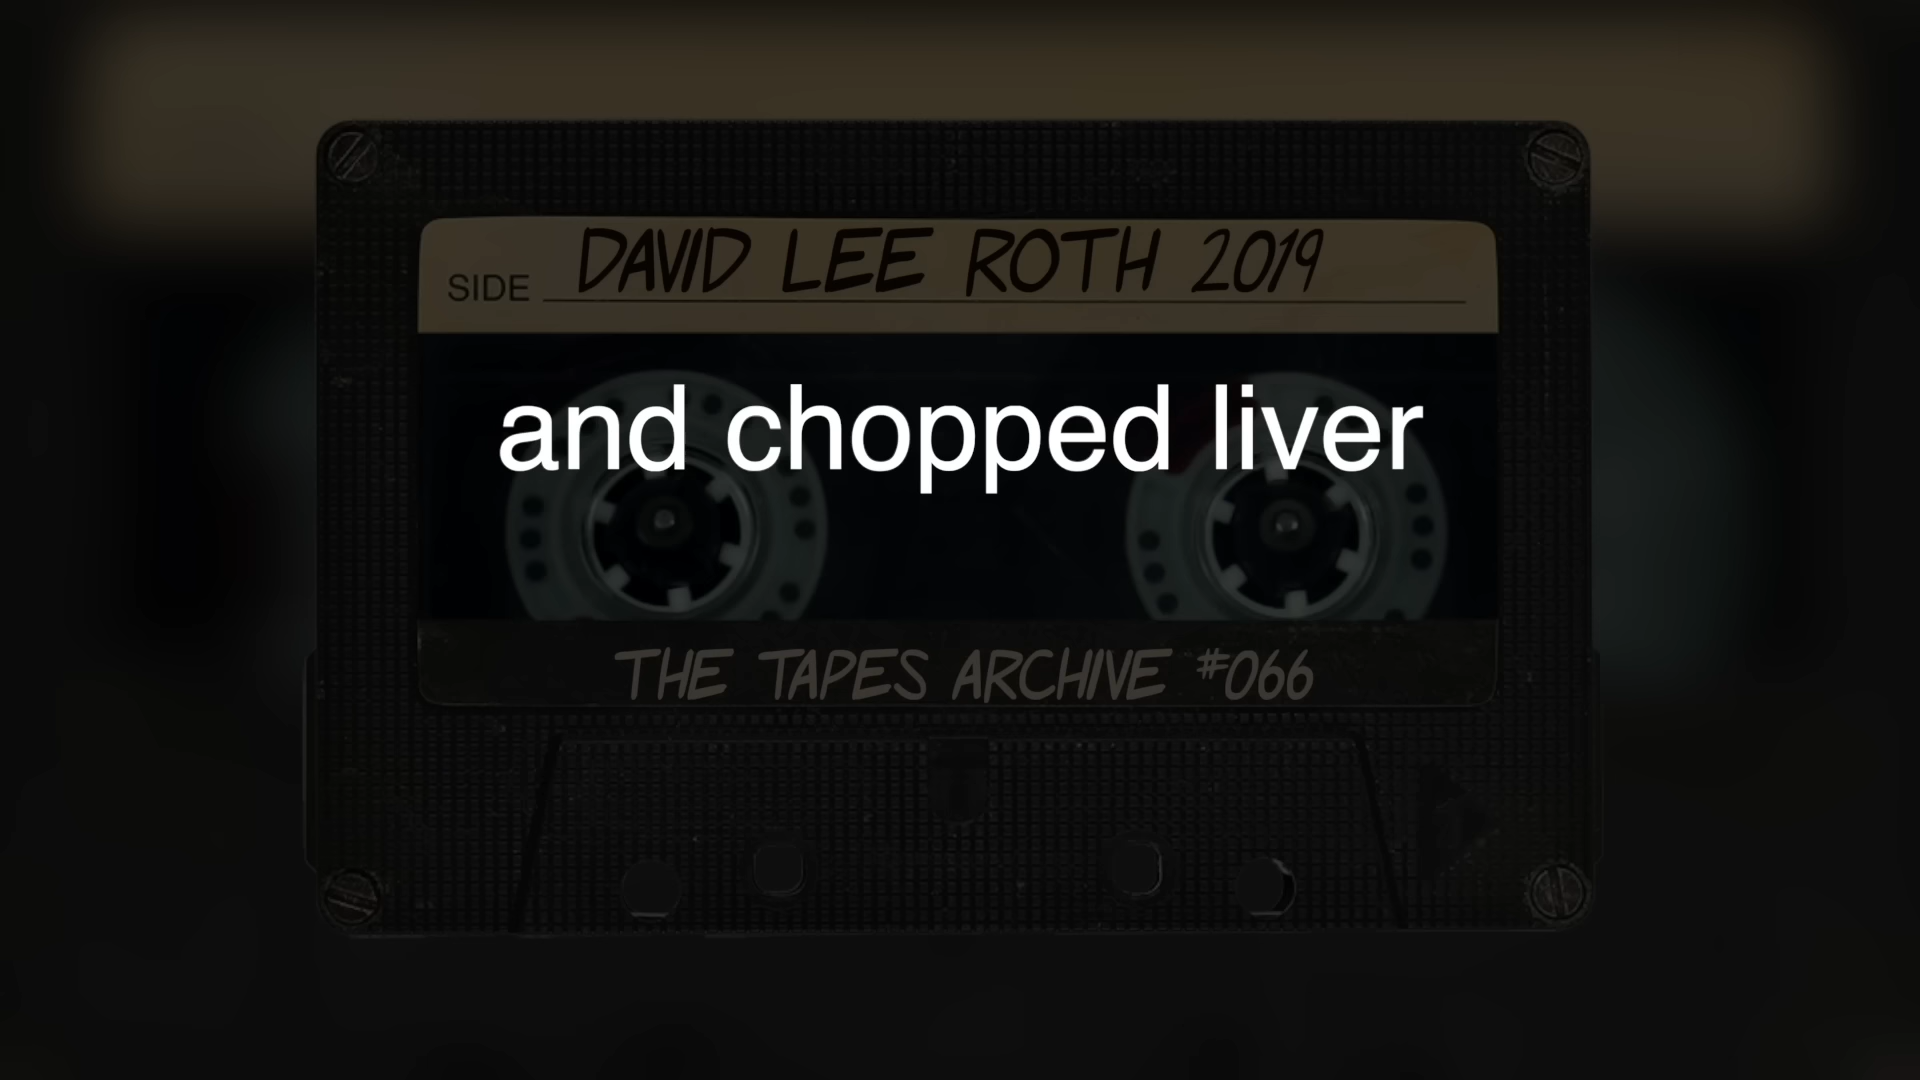 DAVID LEE ROTH 2019
SIDE
and chopped liver
THE TAPES ARCHIVE #066